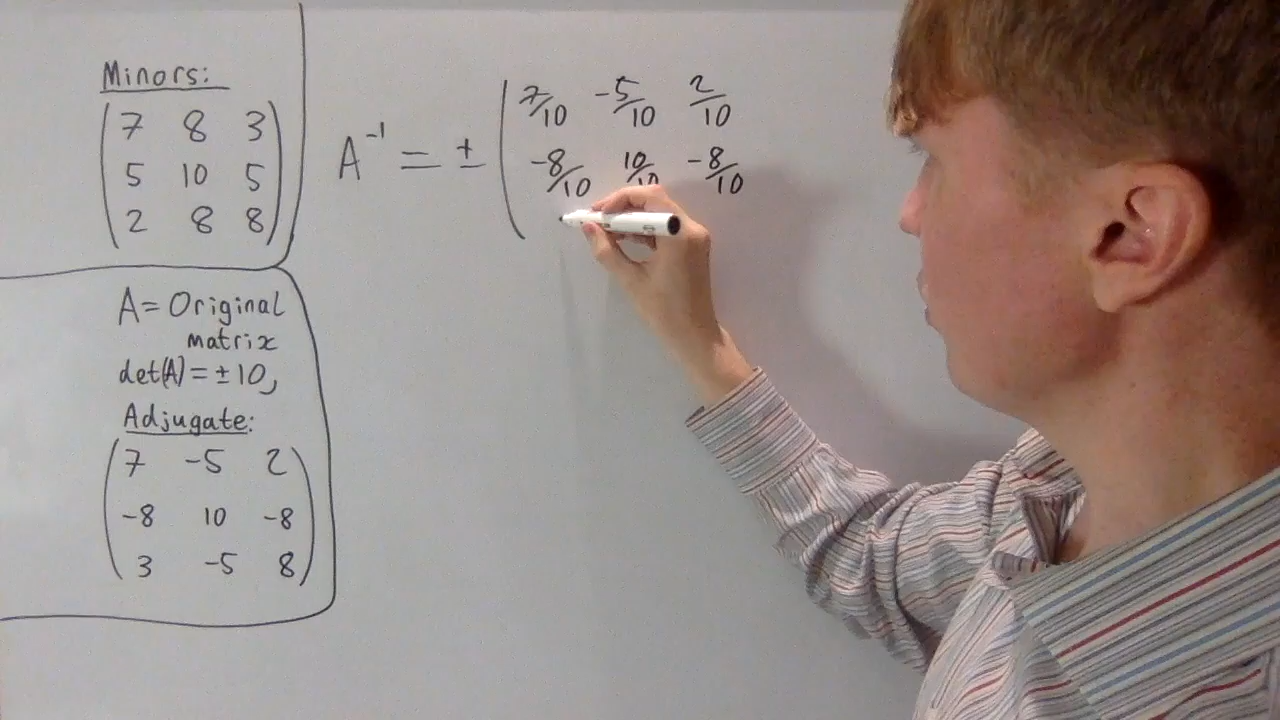 Minors:
7 8 3
5 10 5
2 8 8
A = Original
matrix
det(A) = ±10,
Adjugate:
7 -5 2
-8 10 -8
3 -5 8
A⁻¹ = ±
7/10 -5/10 2/10
-8/10 10/10 -8/10